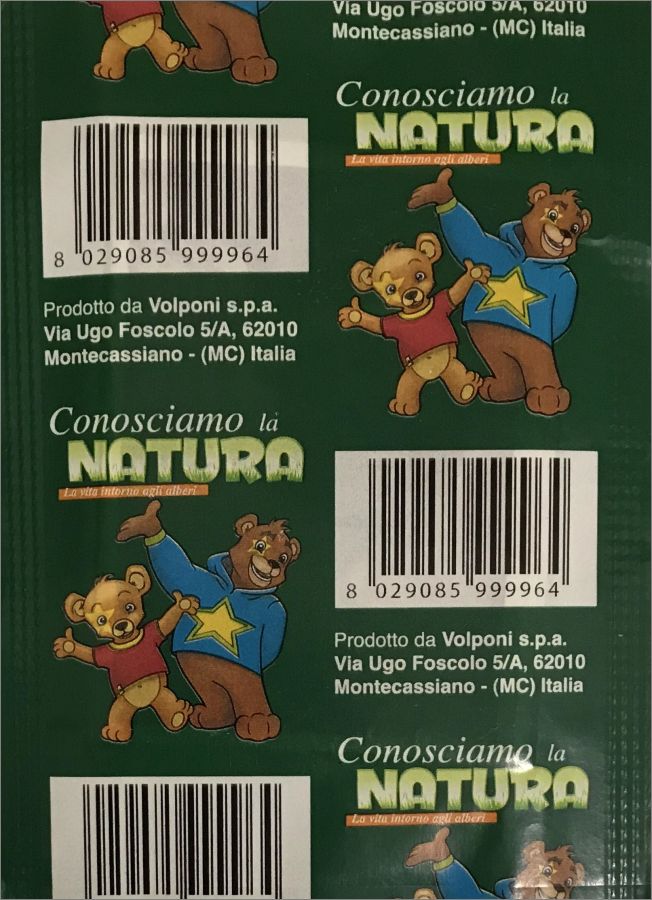 Via Ugo Foscolo 5/A, 62010
Montecassiano - (MC) Italia
Conosciamo la
NATURA
La vita intorno agli alberi
8 029085 999964
Prodotto da Volponi s.p.a.
Via Ugo Foscolo 5/A, 62010
Montecassiano - (MC) Italia
Conosciamo la
NATURA
La vita intorno agli alberi
8 029085 999964
Prodotto da Volponi s.p.a.
Via Ugo Foscolo 5/A, 62010
Montecassiano - (MC) Italia
Conosciamo la
NATURA
La vita intorno agli alberi